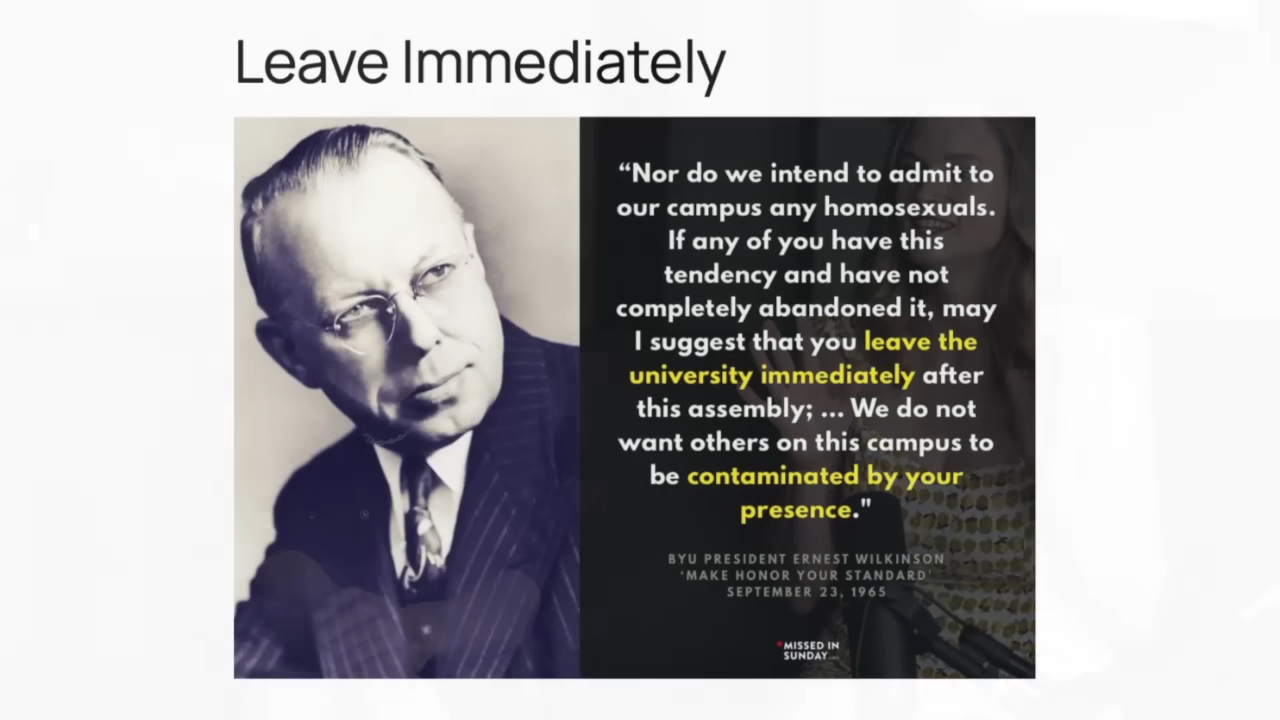 Leave Immediately
“Nor do we intend to admit to
our campus any homosexuals.
If any of you have this
tendency and have not
completely abandoned it, may
I suggest that you leave the
university immediately after
this assembly; ... We do not
want others on this campus to
be contaminated by your
presence."
BYU PRESIDENT ERNEST WILKINSON
'MAKE HONOR YOUR STANDARD'
SEPTEMBER 23, 1965
*MISSED IN
SUNDAY